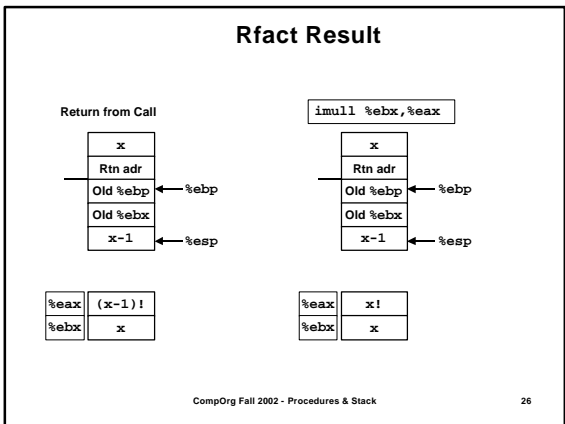 Rfact Result
Return from Call
x
Rtn adr
Old %ebp
%ebp
Old %ebx
x-1
%esp
%eax (x-1)!
%ebx x
imull %ebx,%eax
x
Rtn adr
Old %ebp
%ebp
Old %ebx
x-1
%esp
%eax x!
%ebx x
CompOrg Fall 2002 - Procedures & Stack
26